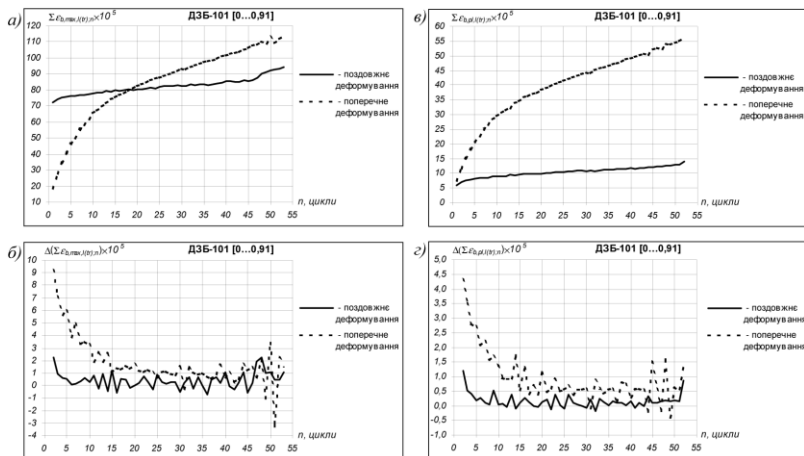 а)
Σε_b,max,l(tr),n×10⁵
ДЗБ-101 [0...0,91]
120
110
100
90
80
70
60
50
40
30
20
10
0 5 10 15 20 25 30 35 40 45 50 55
n, цикли
- поздовжнє
деформування
- поперечне
деформування
в)
Σε_b,pl,l(tr),n×10⁵
ДЗБ-101 [0...0,91]
60
55
50
45
40
35
30
25
20
15
10
5
0
0 5 10 15 20 25 30 35 40 45 50 55
n, цикли
- поздовжнє
деформування
- поперечне
деформування
б)
Δ(Σε_b,max,l(tr),n)×10⁵
ДЗБ-101 [0...0,91]
10
9
8
7
6
5
4
3
2
1
0
-1
-2
-3
-4
0 5 10 15 20 25 30 35 40 45 50 55
n, цикли
- поздовжнє
деформування
- поперечне
деформування
г)
Δ(Σε_b,pl,l(tr),n)×10⁵
ДЗБ-101 [0...0,91]
5,0
4,5
4,0
3,5
3,0
2,5
2,0
1,5
1,0
0,5
0,0
-0,5
-1,0
0 5 10 15 20 25 30 35 40 45 50 55
n, цикли
- поздовжнє
деформування
- поперечне
деформування